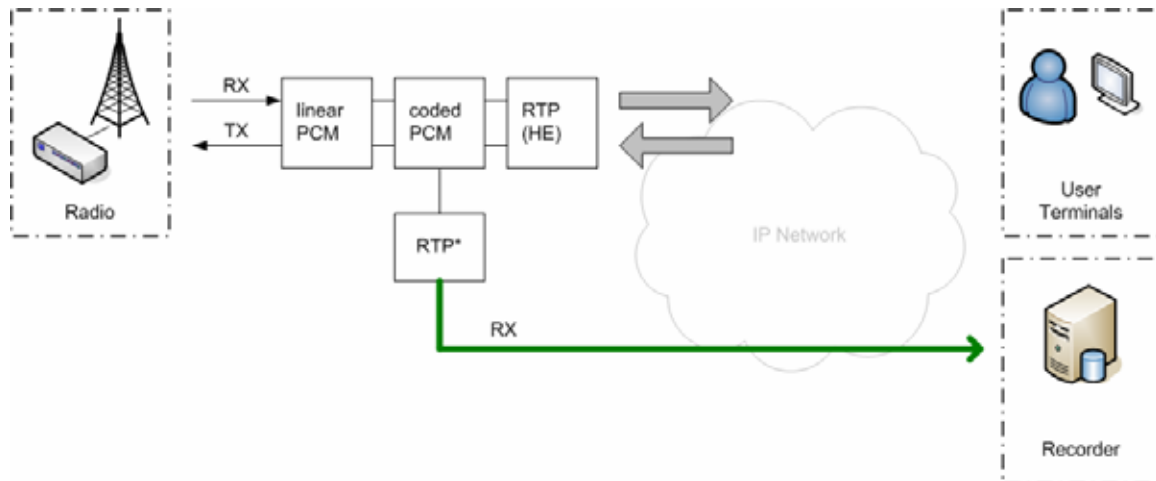 RX
TX
linear
PCM
coded
PCM
RTP
(HE)
Radio
RTP*
RX
IP Network
User
Terminals
Recorder